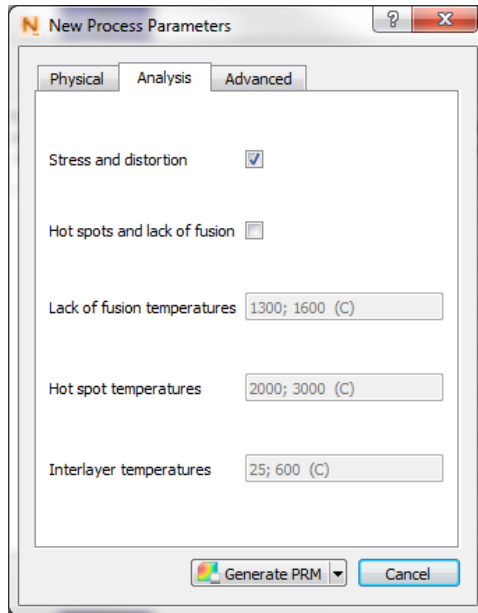 New Process Parameters
Physical Analysis Advanced
Stress and distortion
Hot spots and lack of fusion
Lack of fusion temperatures 1300; 1600 (C)
Hot spot temperatures 2000; 3000 (C)
Interlayer temperatures 25; 600 (C)
Generate PRM Cancel